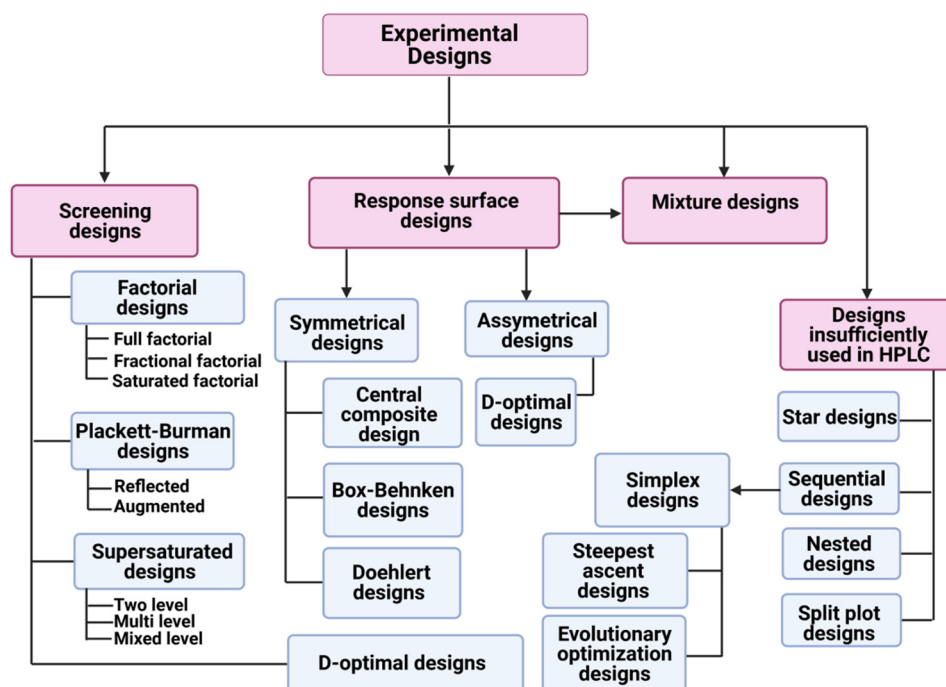 Experimental
Designs
Screening
designs
Response surface
designs
Mixture designs
Factorial
designs
Full factorial
Fractional factorial
Saturated factorial
Plackett-Burman
designs
Reflected
Augmented
Supersaturated
designs
Two level
Multi level
Mixed level
D-optimal designs
Symmetrical
designs
Central
composite
design
Box-Behnken
designs
Doehlert
designs
Assymetrical
designs
D-optimal
designs
Designs
insufficiently
used in HPLC
Star designs
Sequential
designs
Simplex
designs
Steepest
ascent
designs
Evolutionary
optimization
designs
Nested
designs
Split plot
designs